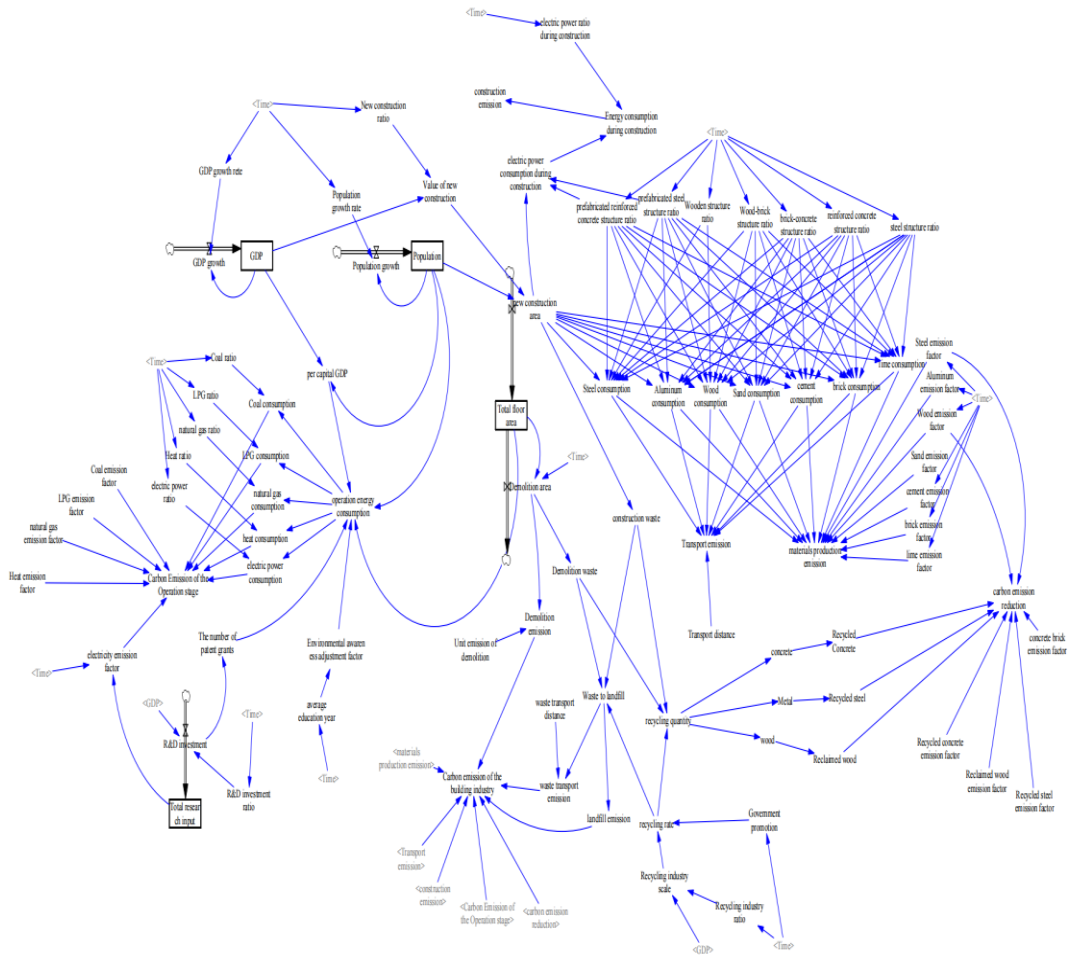 <Time>
electric power ratio
during construction
construction
emission
Energy consumption
during construction
<Time>
New construction
ratio
<Time>
GDP growth rete
Population
growth rate
Value of new
construction
electric power
consumption during
construction
prefabricated reinforced
concrete structure ratio
prefabricated steel
structure ratio
Wooden structure
ratio
Wood-brick
structure ratio
brick-concrete
structure ratio
reinforced concrete
structure ratio
steel structure ratio
GDP growth
GDP
Population growth
Population
new construction
area
<Time>
Coal ratio
LPG ratio
natural gas ratio
Heat ratio
electric power
ratio
per capital GDP
Coal consumption
LPG consumption
natural gas
consumption
heat consumption
electric power
consumption
operation energy
consumption
Steel consumption
Aluminum
consumption
Wood
consumption
Sand consumption
cement
consumption
brick consumption
lime consumption
Steel emission
factor
Aluminum
emission factor
<Time>
Wood emission
factor
Sand emission
factor
cement emission
factor
brick emission
factor
lime emission
factor
Total floor
area
<Time>
Demolition area
Coal emission
factor
LPG emission
factor
natural gas
emission factor
Heat emission
factor
Carbon Emission of the
Operation stage
construction waste
Transport emission
materials production
emission
Demolition waste
carbon emission
reduction
Demolition
emission
Unit emission of
demolition
Transport distance
concrete
Recycled
Concrete
concrete brick
emission factor
The number of
patent grants
Environmental awaren
ess adjustment factor
electricity emission
factor
<Time>
<GDP>
<Time>
average
education year
<Time>
R&D investment
R&D investment
ratio
Total resear
ch input
Waste to landfill
waste transport
distance
recycling quantity
Metal
Recycled steel
wood
Reclaimed wood
Recycled concrete
emission factor
Reclaimed wood
emission factor
Recycled steel
emission factor
<materials
production emission>
Carbon emission of the
building industry
waste transport
emission
landfill emission
recycling rate
Government
promotion
<Transport
emission>
<construction
emission>
<Carbon Emission of
the Operation stage>
<carbon emission
reduction>
Recycling industry
scale
Recycling industry
ratio
<GDP>
<Time>